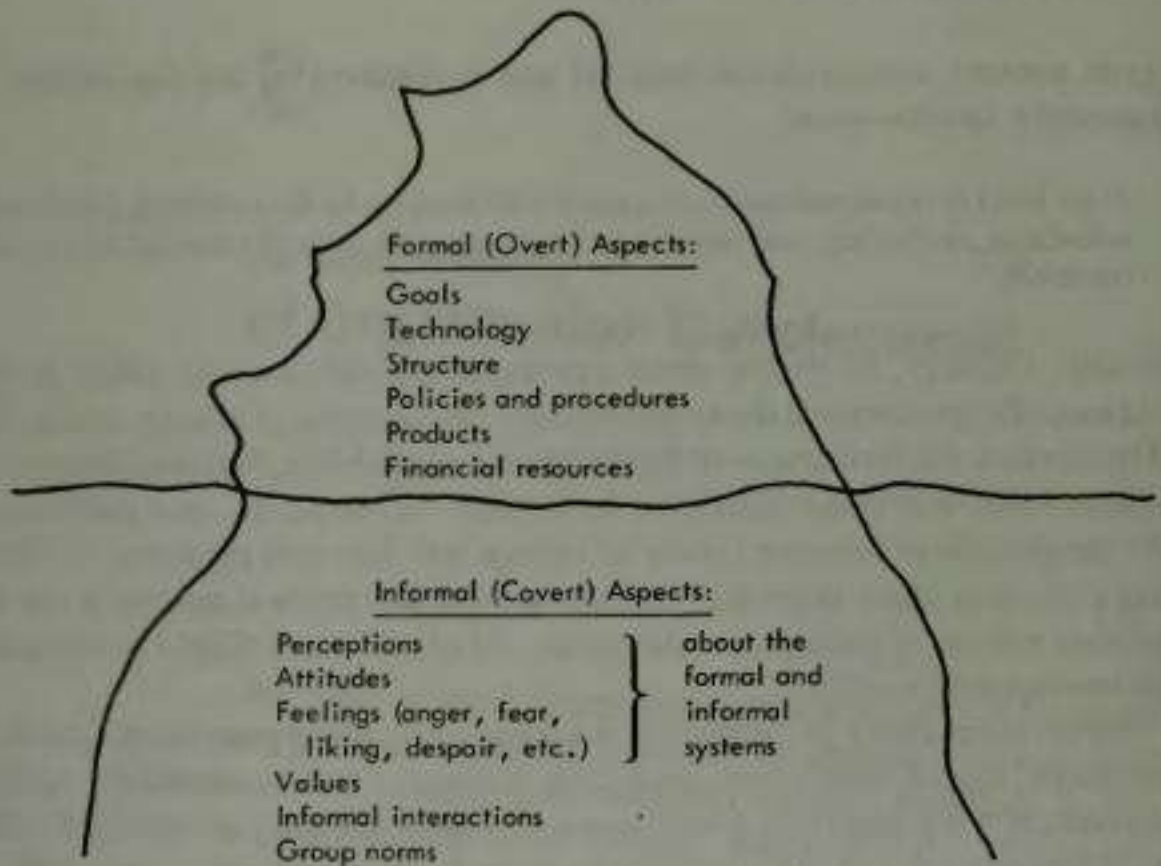 Formal (Overt) Aspects:
Goals
Technology
Structure
Policies and procedures
Products
Financial resources
Informal (Covert) Aspects:
Perceptions
Attitudes
Feelings (anger, fear,
liking, despair, etc.)
about the
formal and
informal
systems
Values
Informal interactions
Group norms